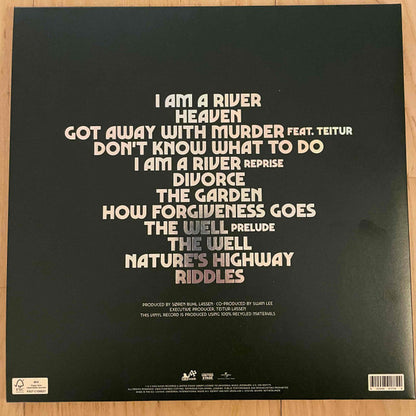 I AM A RIVER
HEAVEN
GOT AWAY WITH MURDER FEAT. TEITUR
DON'T KNOW WHAT TO DO
I AM A RIVER REPRISE
DIVORCE
THE GARDEN
HOW FORGIVENESS GOES
THE WELL PRELUDE
THE WELL
NATURE'S HIGHWAY
RIDDLES
PRODUCED BY SØREN BUHL LASSEN · CO-PRODUCED BY SWAN LEE
EXECUTIVE PRODUCER, TEITUR LASSEN
THIS VINYL RECORD IS PRODUCED USING 100% RECYCLED MATERIALS
FSC